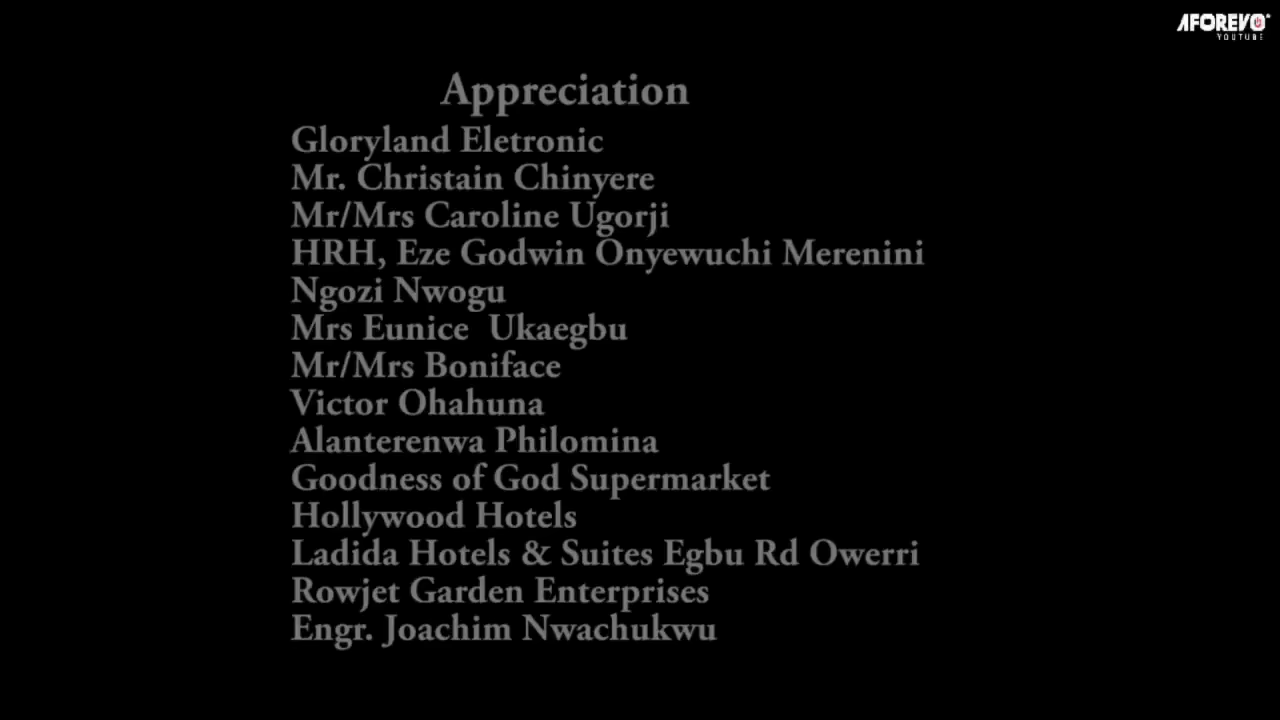 AFOREVO
YOUTUBE
Appreciation
Gloryland Eletronic
Mr. Christain Chinyere
Mr/Mrs Caroline Ugorji
HRH, Eze Godwin Onyewuchi Merenini
Ngozi Nwogu
Mrs Eunice  Ukaegbu
Mr/Mrs Boniface
Victor Ohahuna
Alanterenwa Philomina
Goodness of God Supermarket
Hollywood Hotels
Ladida Hotels & Suites Egbu Rd Owerri
Rowjet Garden Enterprises
Engr. Joachim Nwachukwu